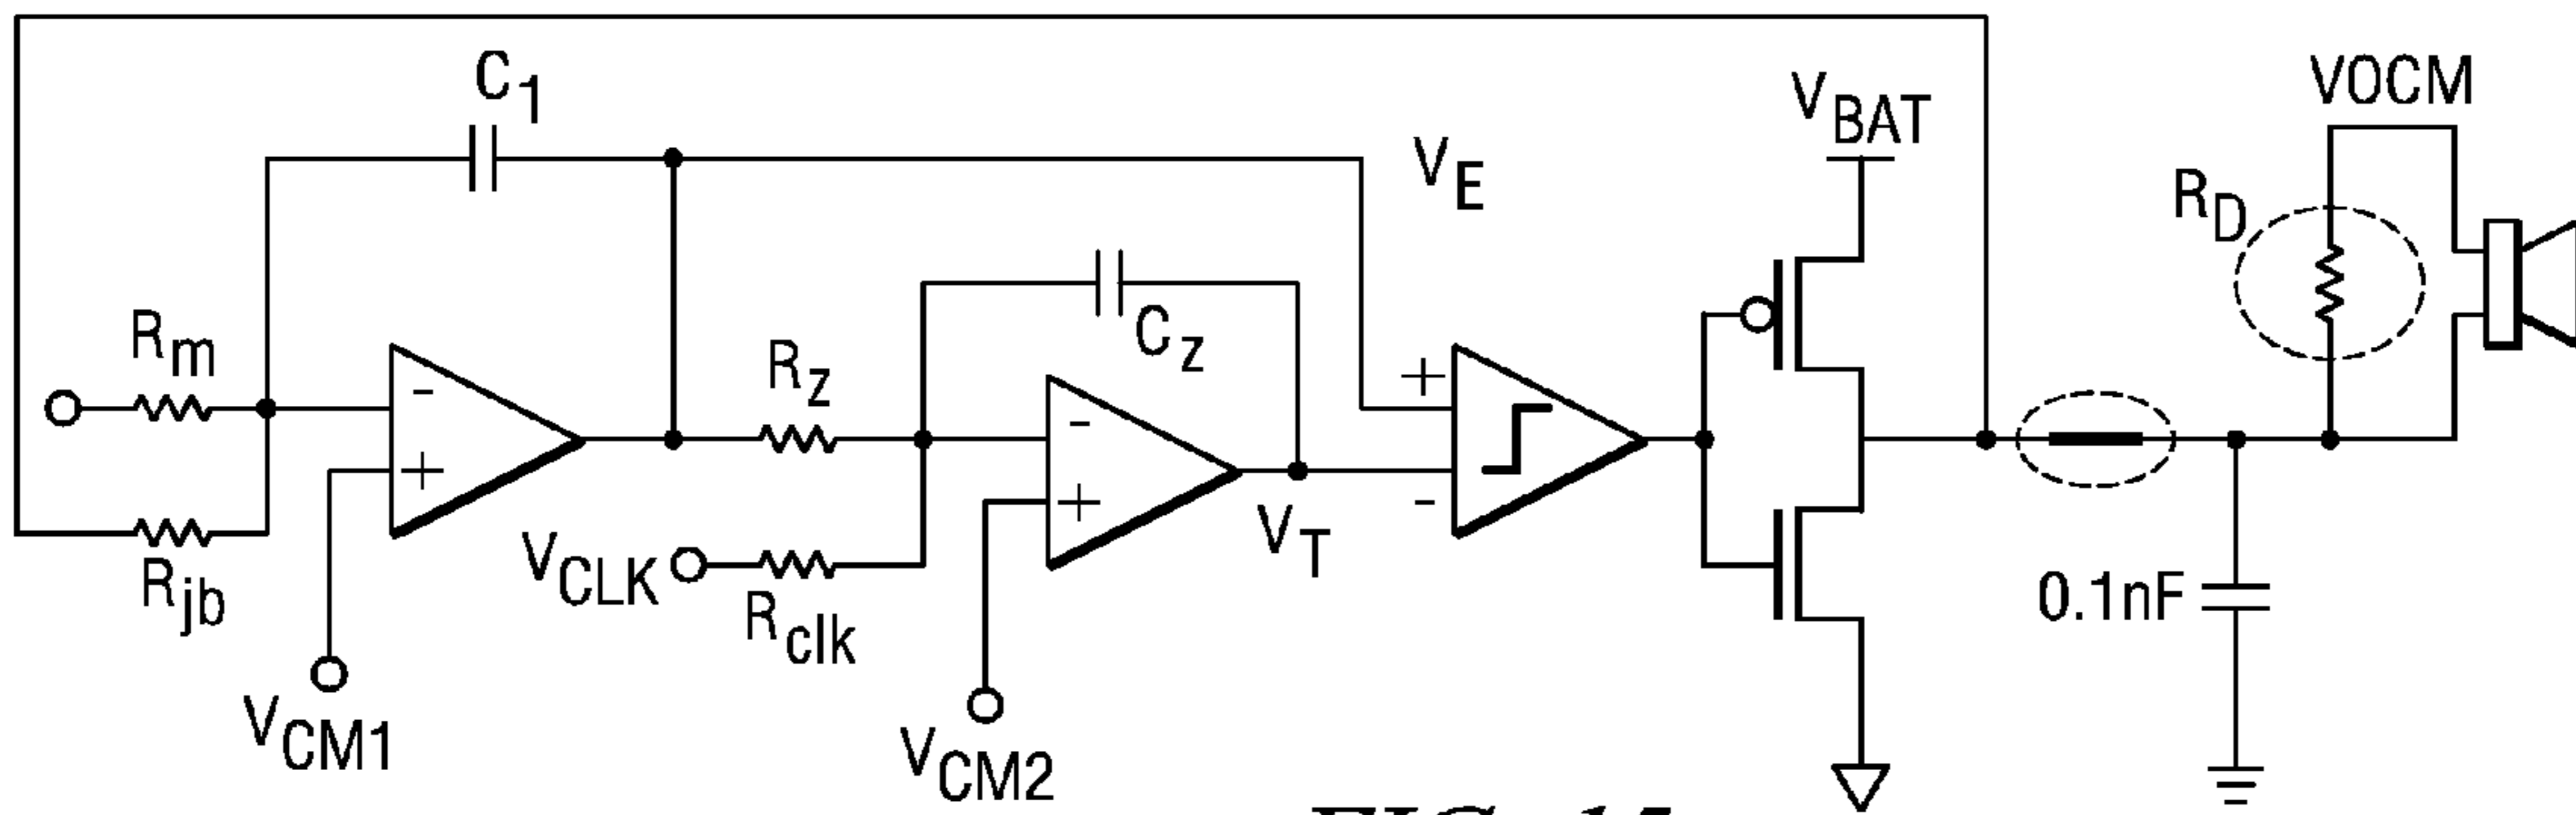 C1
VBAT
VOCM
VE
RD
Rm
Rz
Cz
-
+
-
+
+
-
VT
VCLK
Rjb
Rclk
0.1nF
VCM1
VCM2